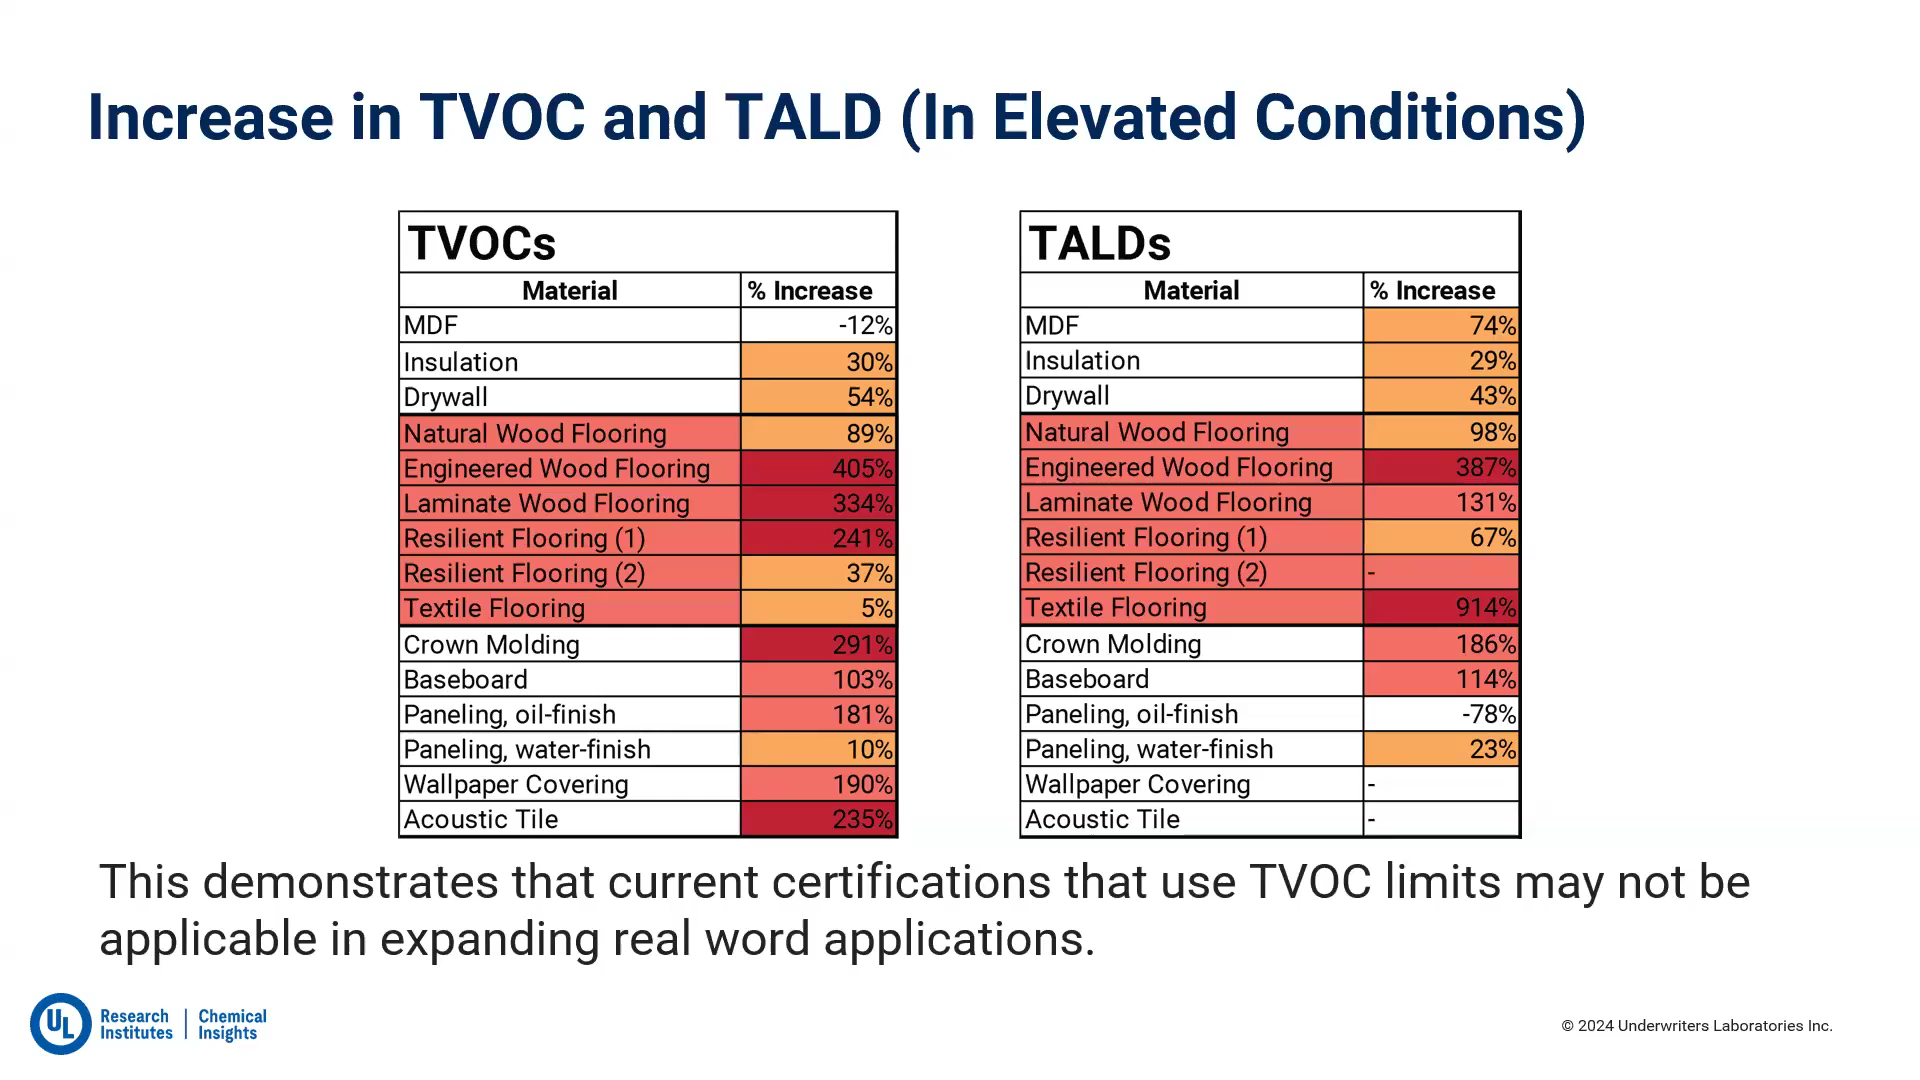 Increase in TVOC and TALD (In Elevated Conditions)
TVOCs
Material % Increase
MDF -12%
Insulation 30%
Drywall 54%
Natural Wood Flooring 89%
Engineered Wood Flooring 405%
Laminate Wood Flooring 334%
Resilient Flooring (1) 241%
Resilient Flooring (2) 37%
Textile Flooring 5%
Crown Molding 291%
Baseboard 103%
Paneling, oil-finish 181%
Paneling, water-finish 10%
Wallpaper Covering 190%
Acoustic Tile 235%
TALDs
Material % Increase
MDF 74%
Insulation 29%
Drywall 43%
Natural Wood Flooring 98%
Engineered Wood Flooring 387%
Laminate Wood Flooring 131%
Resilient Flooring (1) 67%
Resilient Flooring (2) -
Textile Flooring 914%
Crown Molding 186%
Baseboard 114%
Paneling, oil-finish -78%
Paneling, water-finish 23%
Wallpaper Covering -
Acoustic Tile -
This demonstrates that current certifications that use TVOC limits may not be
applicable in expanding real word applications.
UL
Research
Institutes
Chemical
Insights
© 2024 Underwriters Laboratories Inc.